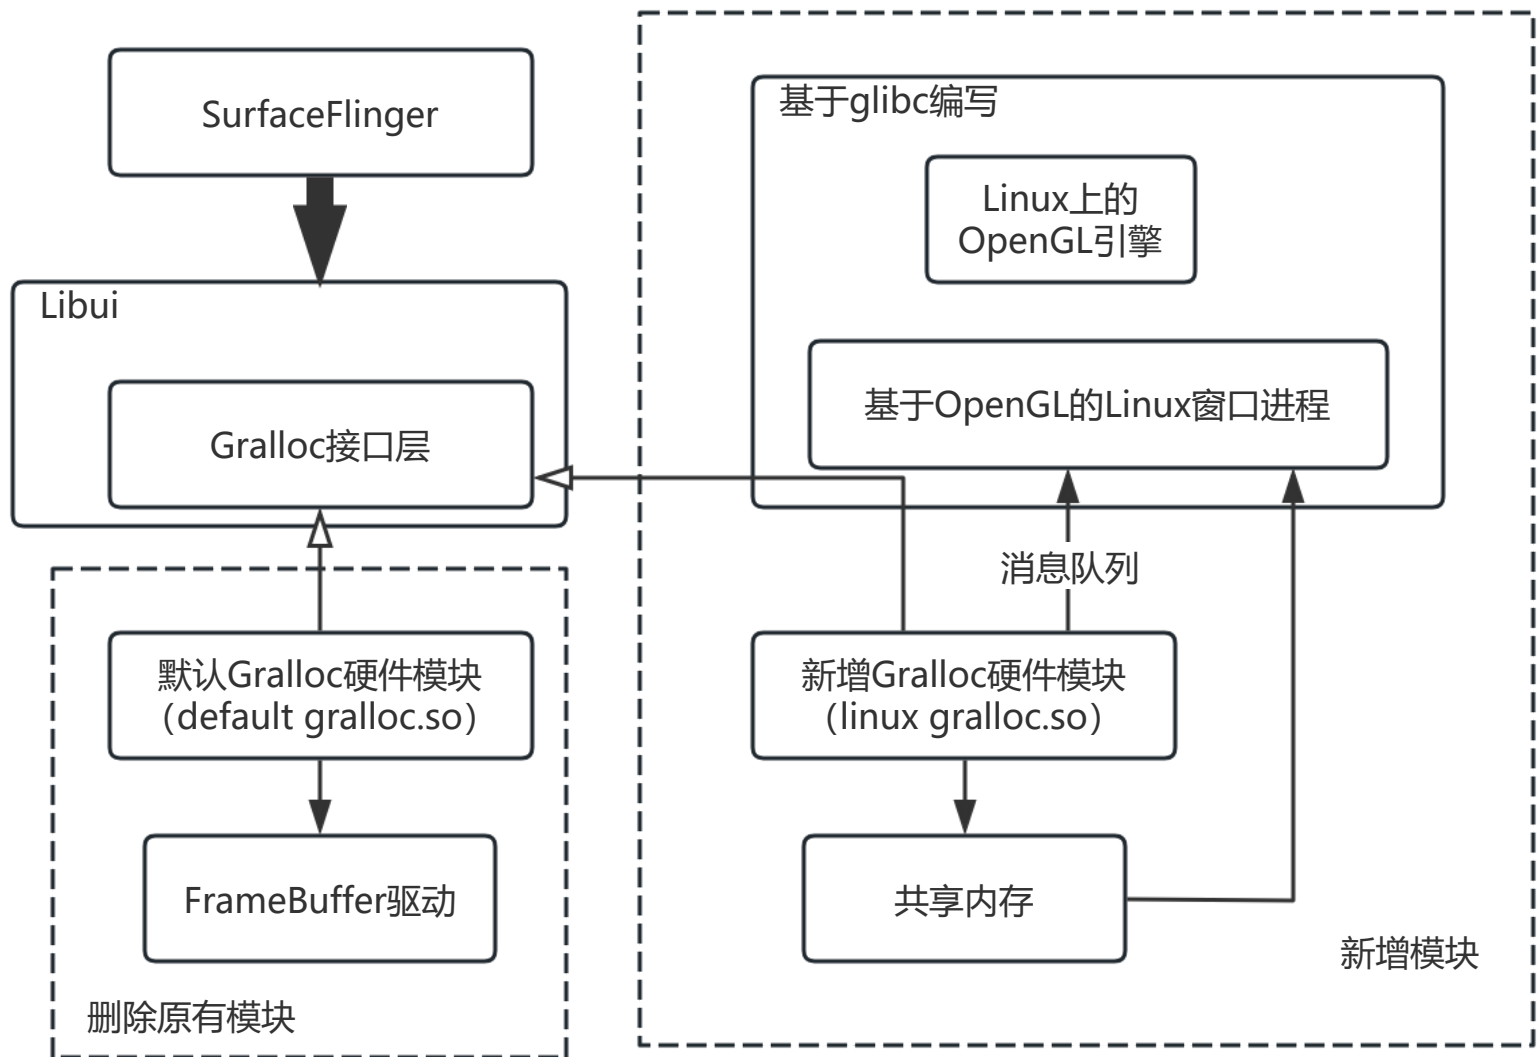 SurfaceFlinger
Libui
Gralloc接口层
默认Gralloc硬件模块
（default gralloc.so）
FrameBuffer驱动
删除原有模块
基于glibc编写
Linux上的
OpenGL引擎
基于OpenGL的Linux窗口进程
消息队列
新增Gralloc硬件模块
（linux gralloc.so）
共享内存
新增模块